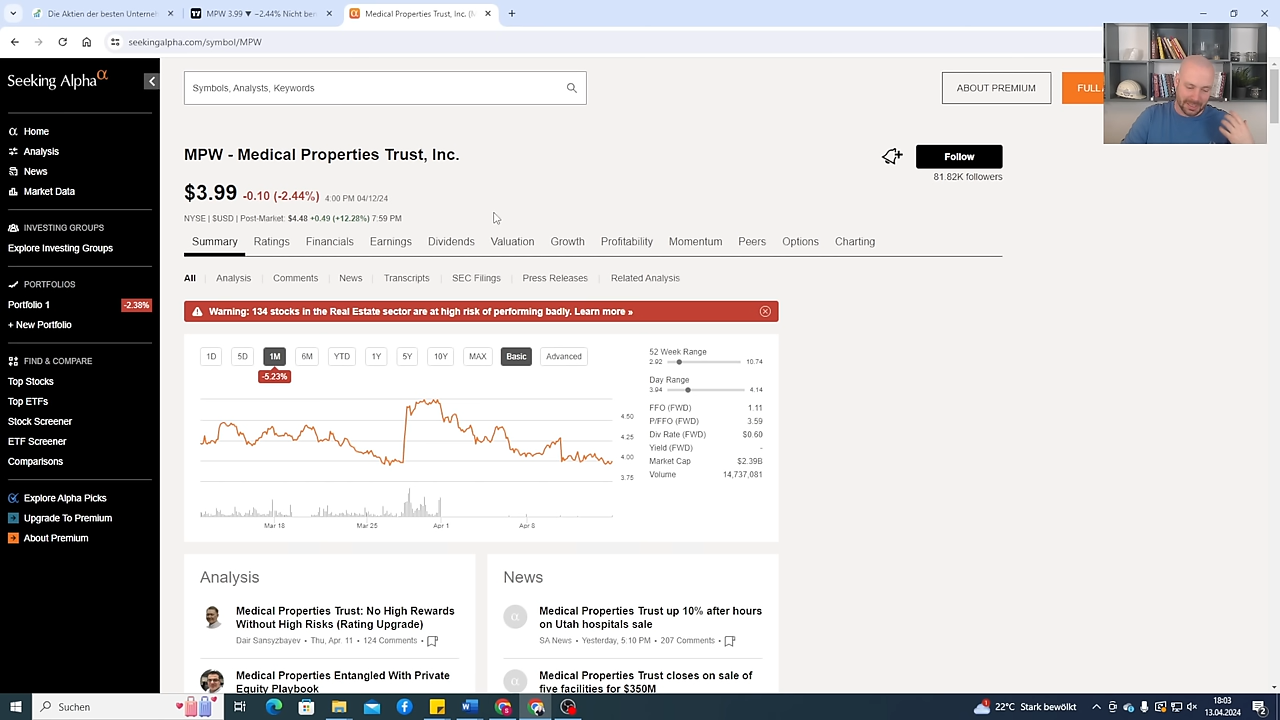 Die Aktien der besten Unterne
MPW 3.99 ▼ −2.44% Nicht ber
Medical Properties Trust, Inc. (M
seekingalpha.com/symbol/MPW
Seeking Alpha α
Symbols, Analysts, Keywords
ABOUT PREMIUM
FULL A
Home
Analysis
News
Market Data
INVESTING GROUPS
Explore Investing Groups
PORTFOLIOS
Portfolio 1 -2.38%
+ New Portfolio
FIND & COMPARE
Top Stocks
Top ETFs
Stock Screener
ETF Screener
Comparisons
Explore Alpha Picks
Upgrade To Premium
About Premium
MPW - Medical Properties Trust, Inc.
Follow
81.82K followers
$3.99 -0.10 (-2.44%) 4:00 PM 04/12/24
NYSE | $USD | Post-Market: $4.48 +0.49 (+12.28%) 7:59 PM
Summary Ratings Financials Earnings Dividends Valuation Growth Profitability Momentum Peers Options Charting
All Analysis Comments News Transcripts SEC Filings Press Releases Related Analysis
Warning: 134 stocks in the Real Estate sector are at high risk of performing badly. Learn more »
1D 5D 1M 6M YTD 1Y 5Y 10Y MAX Basic Advanced
-5.23%
4.50
4.25
4.00
3.75
Mar 18 Mar 25 Apr 1 Apr 8
52 Week Range
2.92 10.74
Day Range
3.94 4.14
FFO (FWD) 1.11
P/FFO (FWD) 3.59
Div Rate (FWD) $0.60
Yield (FWD) -
Market Cap $2.39B
Volume 14,737,081
Analysis
Medical Properties Trust: No High Rewards
Without High Risks (Rating Upgrade)
Dair Sansyzbayev • Thu, Apr. 11 • 124 Comments •
Medical Properties Entangled With Private
Equity Playbook
News
Medical Properties Trust up 10% after hours
on Utah hospitals sale
SA News • Yesterday, 5:10 PM • 207 Comments •
Medical Properties Trust closes on sale of
five facilities for $350M
Suchen
22°C Stark bewölkt
18:03
13.04.2024